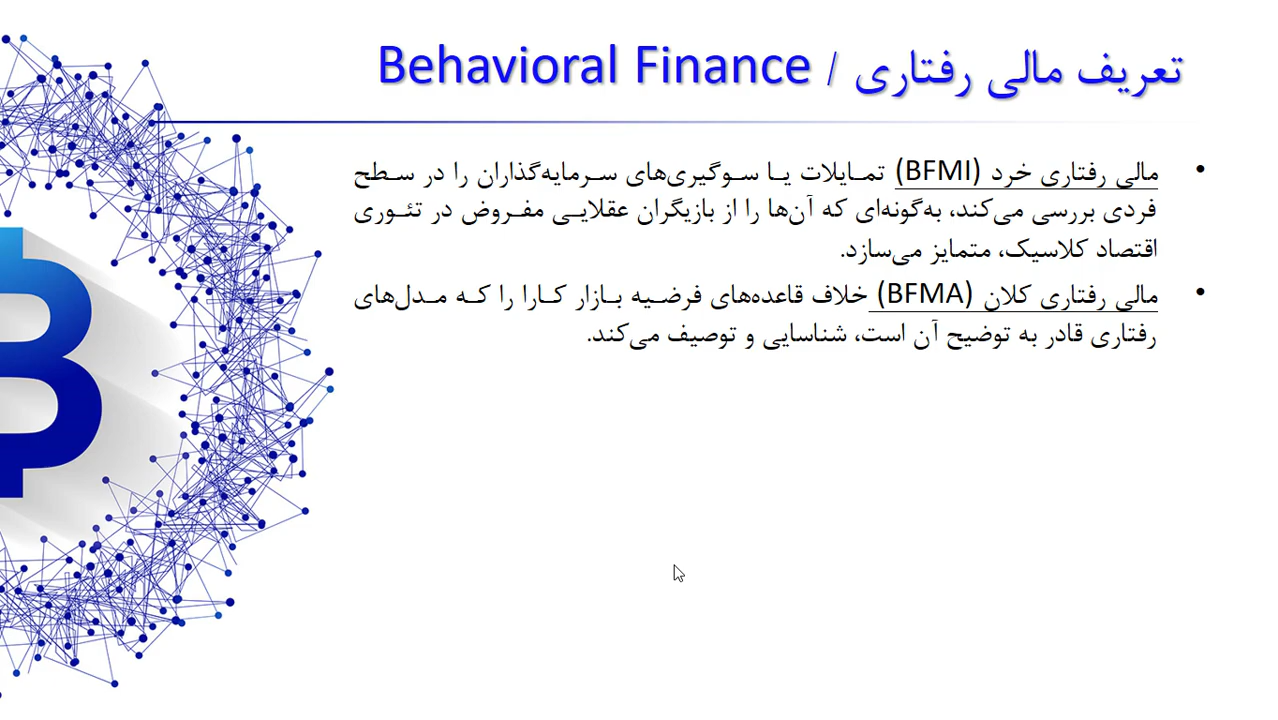 تعریف مالی رفتاری / Behavioral Finance
• مالی رفتاری خرد (BFMI) تمایلات یا سوگیری‌های سرمایه‌گذاران را در سطح
فردی بررسی می‌کند، به‌گونه‌ای که آن‌ها را از بازیگران عقلایی مفروض در تئوری
اقتصاد کلاسیک، متمایز می‌سازد.
• مالی رفتاری کلان (BFMA) خلاف قاعده‌های فرضیه بازار کارا را که مدل‌های
رفتاری قادر به توضیح آن است، شناسایی و توصیف می‌کند.